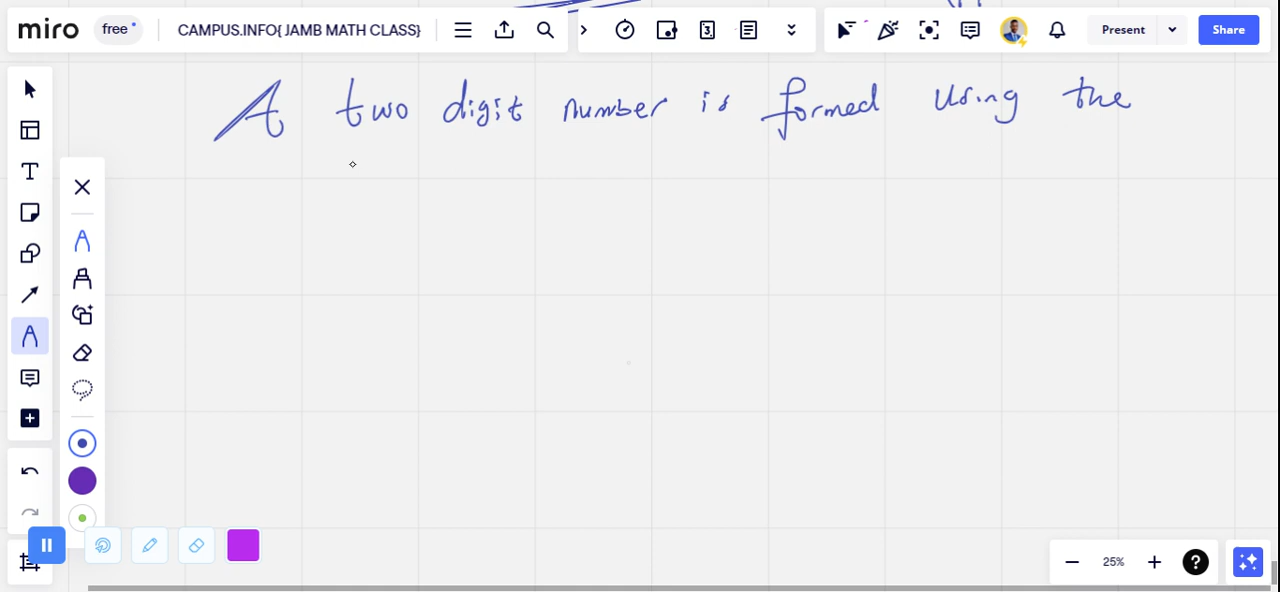 miro free CAMPUS.INFO{ JAMB MATH CLASS} Present Share
A two digit number is formed using the
25%